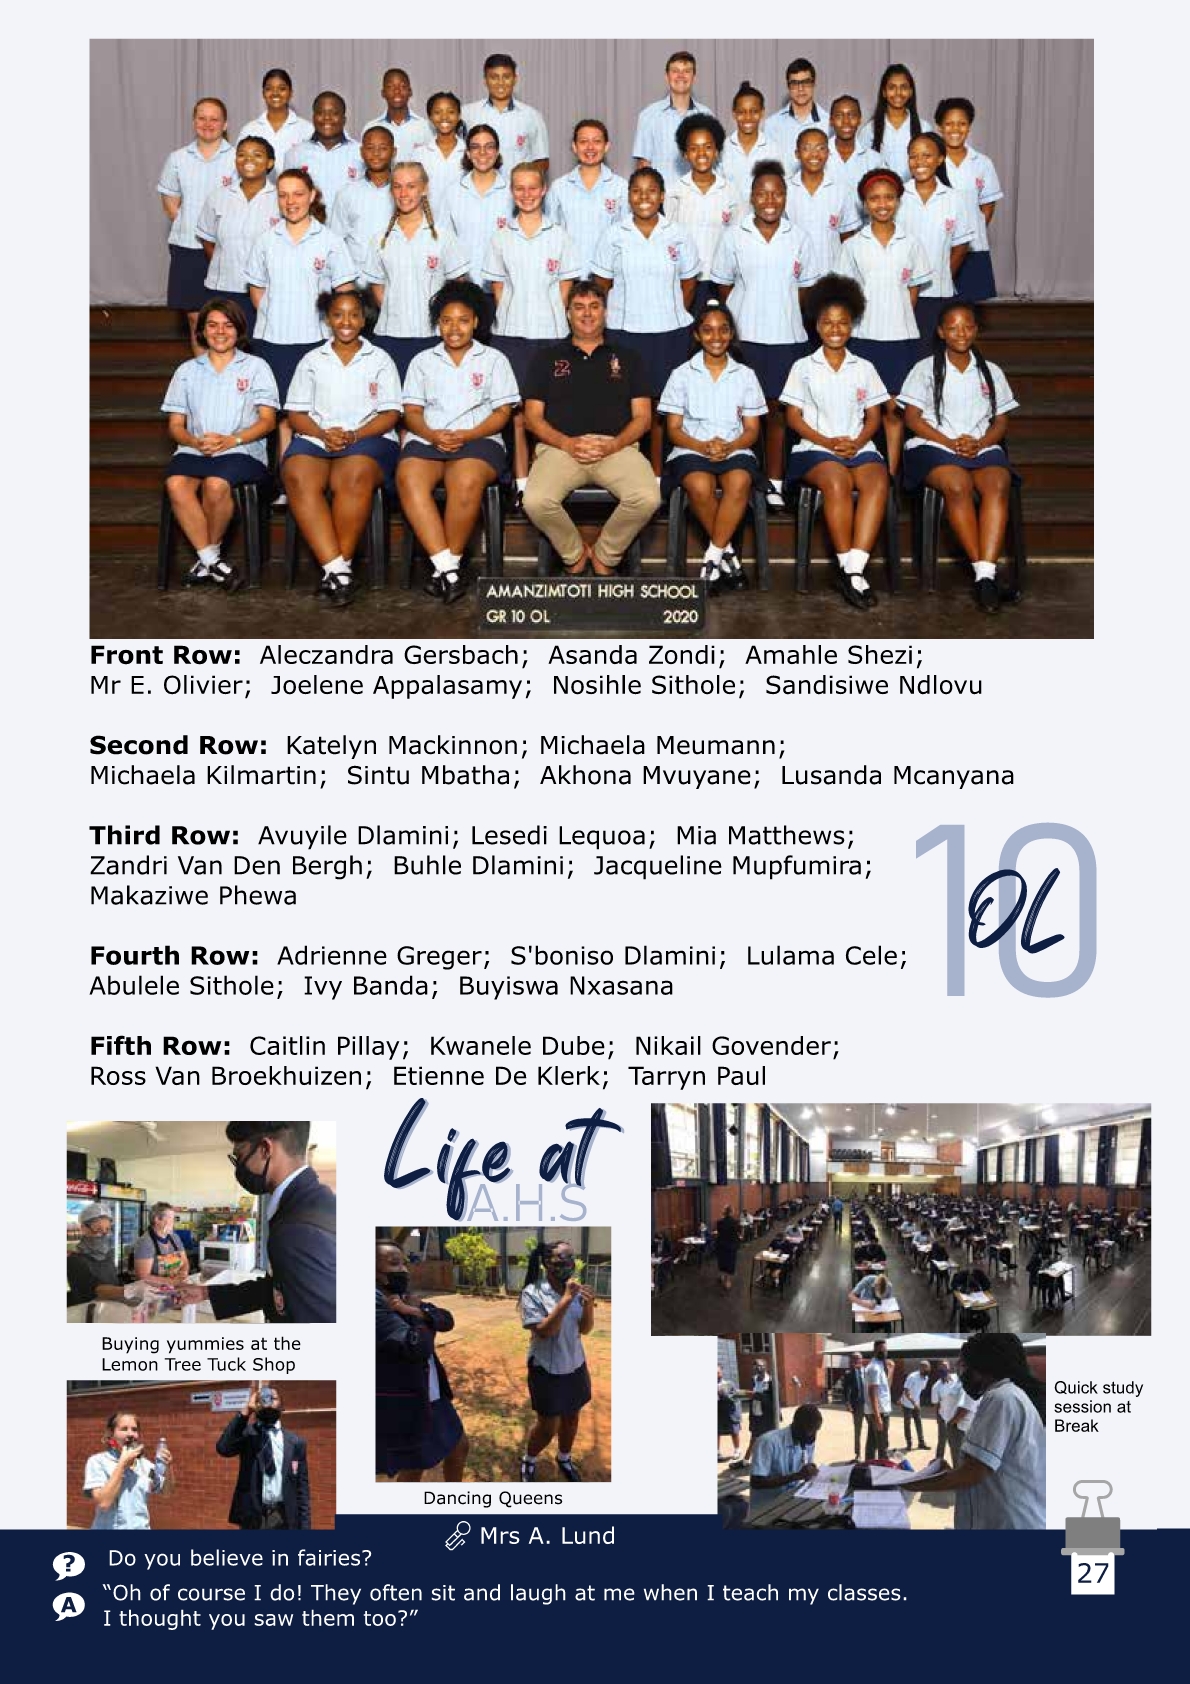 AMANZIMTOTI HIGH SCHOOL
GR 10 OL 2020
Front Row: Aleczandra Gersbach; Asanda Zondi; Amahle Shezi;
Mr E. Olivier; Joelene Appalasamy; Nosihle Sithole; Sandisiwe Ndlovu
Second Row: Katelyn Mackinnon; Michaela Meumann;
Michaela Kilmartin; Sintu Mbatha; Akhona Mvuyane; Lusanda Mcanyana
Third Row: Avuyile Dlamini; Lesedi Lequoa; Mia Matthews;
Zandri Van Den Bergh; Buhle Dlamini; Jacqueline Mupfumira;
Makaziwe Phewa
10
OL
Fourth Row: Adrienne Greger; S'boniso Dlamini; Lulama Cele;
Abulele Sithole; Ivy Banda; Buyiswa Nxasana
Fifth Row: Caitlin Pillay; Kwanele Dube; Nikail Govender;
Ross Van Broekhuizen; Etienne De Klerk; Tarryn Paul
Life at
A.H.S
Buying yummies at the
Lemon Tree Tuck Shop
Dancing Queens
Quick study
session at
Break
Mrs A. Lund
? Do you believe in fairies?
A “Oh of course I do! They often sit and laugh at me when I teach my classes.
I thought you saw them too?”
27